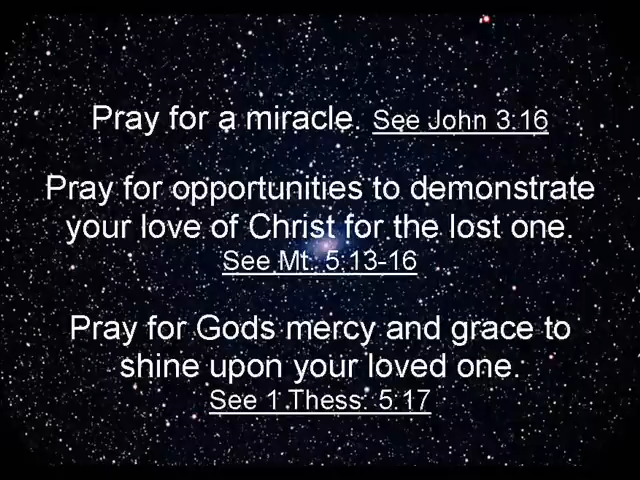 Pray for a miracle. See John 3:16
Pray for opportunities to demonstrate
your love of Christ for the lost one.
See Mt. 5:13-16
Pray for Gods mercy and grace to
shine upon your loved one.
See 1 Thess. 5:17